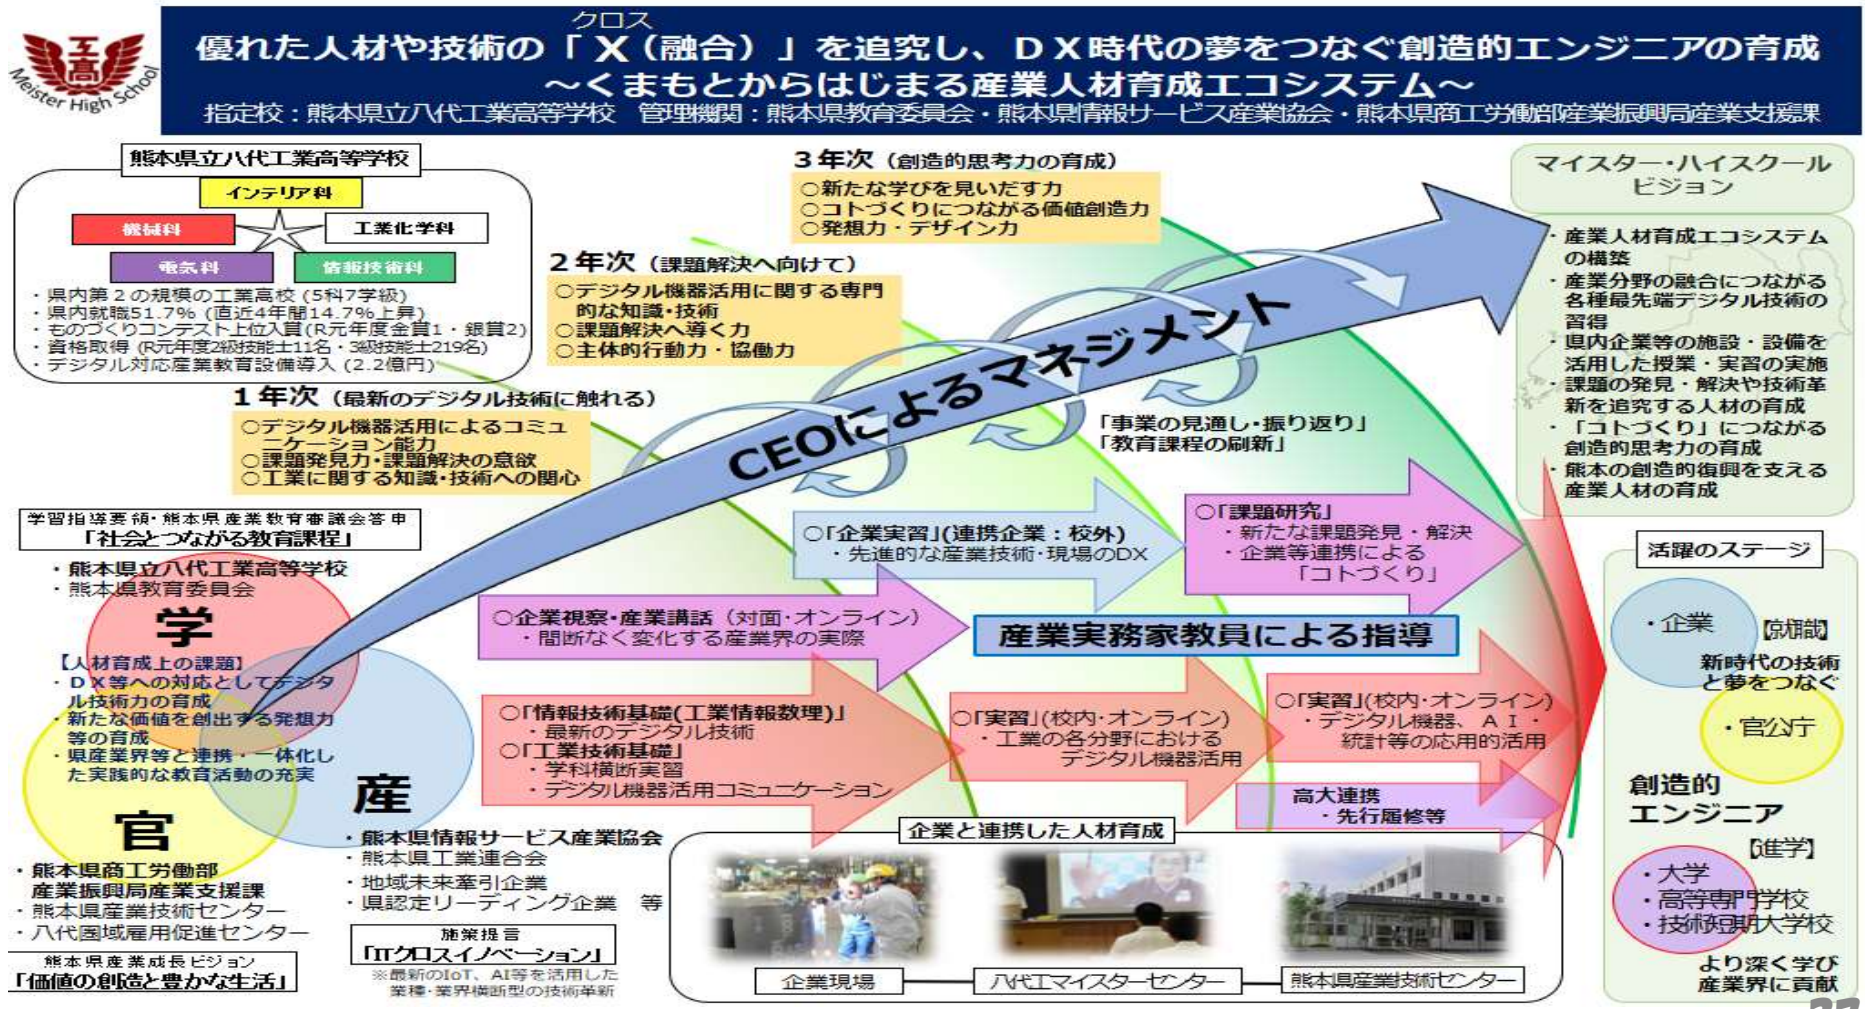 工高
Meister High School
クロス
優れた人材や技術の「X(融合)」を追究し、DX時代の夢をつなぐ創造的エンジニアの育成
～くまもとからはじまる産業人材育成エコシステム～
指定校：熊本県立八代工業高等学校　管理機関：熊本県教育委員会・熊本県情報サービス産業協会・熊本県商工労働部産業振興局産業支援課
熊本県立八代工業高等学校
インテリア科
機械科
工業化学科
電気科
情報技術科
・県内第２の規模の工業高校 (5科7学級)
・県内就職51.7% (直近4年間14.7%上昇)
・ものづくりコンテスト上位入賞(R元年度金賞1・銀賞2)
・資格取得 (R元年度2級技能士11名・3級技能士219名)
・デジタル対応産業教育設備導入 (2.2億円)
１年次（最新のデジタル技術に触れる）
○デジタル機器活用によるコミュ
ニケーション能力
○課題発見力・課題解決の意欲
○工業に関する知識・技術への関心
２年次（課題解決へ向けて）
○デジタル機器活用に関する専門
的な知識・技術
○課題解決へ導く力
○主体的行動力・協働力
３年次（創造的思考力の育成）
○新たな学びを見いだす力
○コトづくりにつながる価値創造力
○発想力・デザイン力
CEOによるマネジメント
「事業の見通し・振り返り」
「教育課程の刷新」
マイスター・ハイスクール
ビジョン
・産業人材育成エコシステム
の構築
・産業分野の融合につながる
各種最先端デジタル技術の
習得
・県内企業等の施設・設備を
活用した授業・実習の実施
・課題の発見・解決や技術革
新を追究する人材の育成
・「コトづくり」につながる
創造的思考力の育成
・熊本の創造的復興を支える
産業人材の育成
学習指導要領・熊本県産業教育審議会答申
「社会とつながる教育課程」
・熊本県立八代工業高等学校
・熊本県教育委員会
学
【人材育成上の課題】
・ＤＸ等への対応としてデジタ
ル技術力の育成
・新たな価値を創出する発想力
等の育成
・県産業界等と連携・一体化し
た実践的な教育活動の充実
官
・熊本県商工労働部
産業振興局産業支援課
・熊本県産業技術センター
・八代圏域雇用促進センター
熊本県産業成長ビジョン
「価値の創造と豊かな生活」
産
・熊本県情報サービス産業協会
・熊本県工業連合会
・地域未来牽引企業
・県認定リーディング企業　等
施策提言
「ITクロスイノベーション」
※最新のIoT、AI等を活用した
業種・業界横断型の技術革新
○「企業実習」(連携企業：校外)
・先進的な産業技術・現場のDX
○「課題研究」
・新たな課題発見・解決
・企業等連携による
「コトづくり」
○企業視察・産業講話（対面・オンライン）
・間断なく変化する産業界の実際
産業実務家教員による指導
○「情報技術基礎(工業情報数理)」
・最新のデジタル技術
○「工業技術基礎」
・学科横断実習
・デジタル機器活用コミュニケーション
○「実習」(校内・オンライン)
・工業の各分野における
デジタル機器活用
○「実習」(校内・オンライン)
・デジタル機器、ＡＩ・
統計等の応用的活用
高大連携
・先行履修等
企業と連携した人材育成
企業現場
八代工マイスターセンター
熊本県産業技術センター
活躍のステージ
・企業
【就職】
新時代の技術
と夢をつなぐ
・官公庁
創造的
エンジニア
【進学】
・大学
・高等専門学校
・技術短期大学校
より深く学び
産業界に貢献